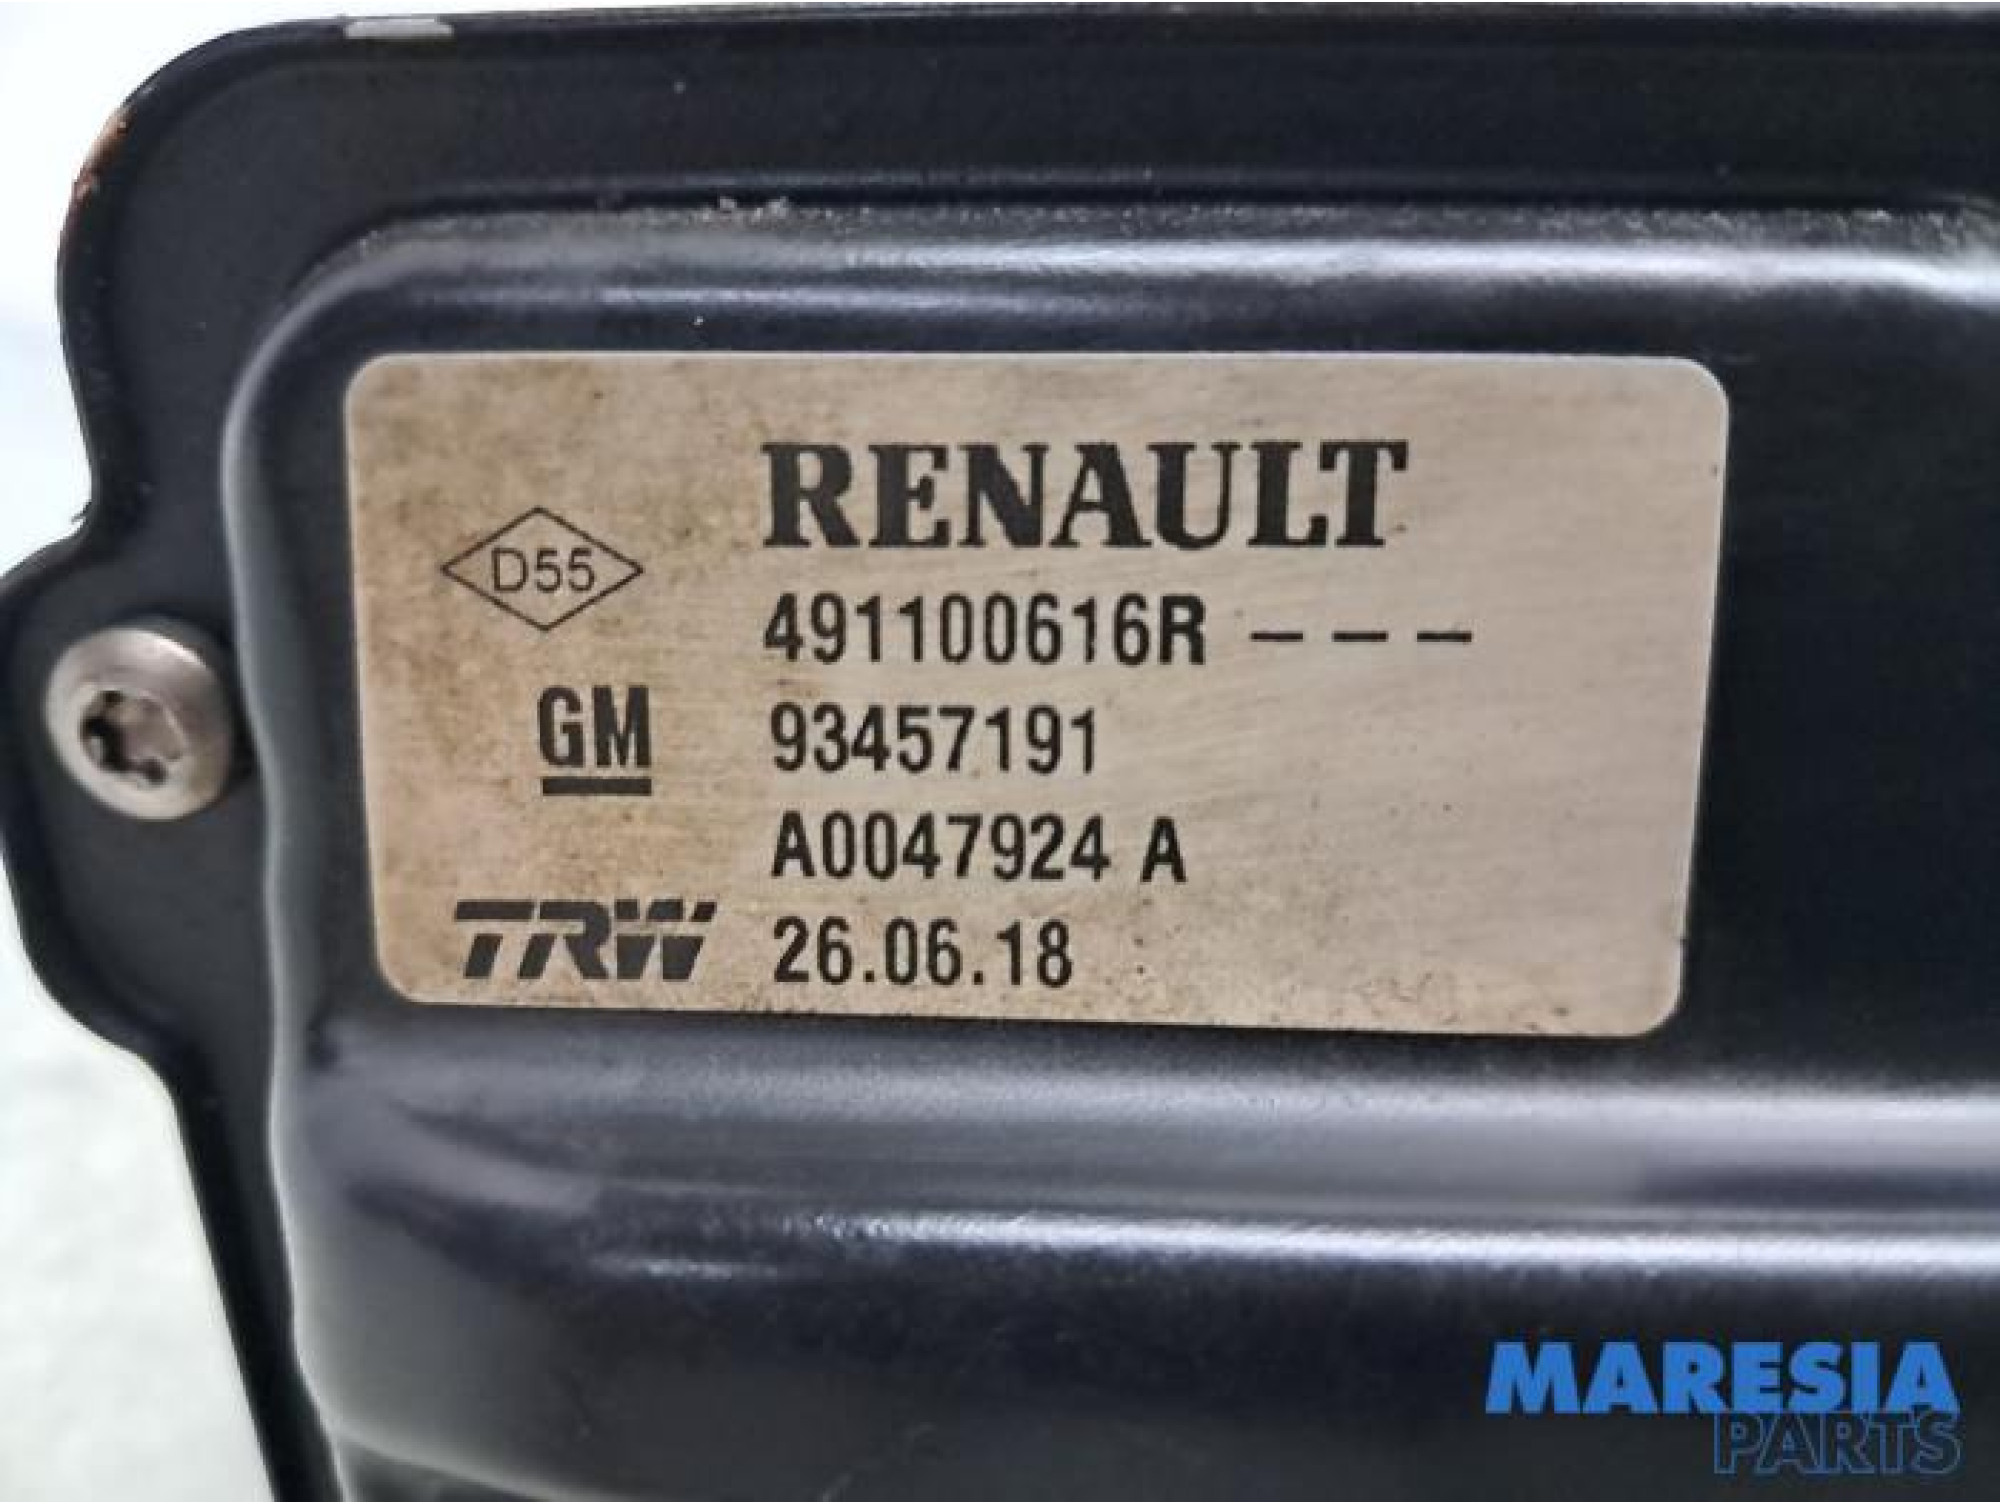 RENAULT
D55
491100616R ---
GM 93457191
A0047924 A
TRW 26.06.18
MARESIA
PARTS